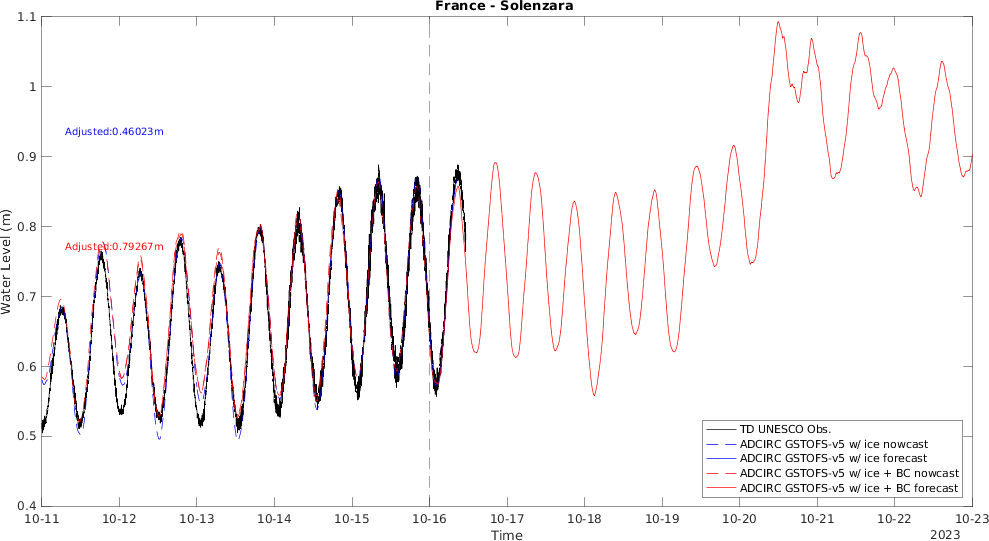 France - Solenzara
1.1
1
0.9
0.8
0.7
0.6
0.5
0.4
Water Level (m)
Adjusted:0.46023m
Adjusted:0.79267m
TD UNESCO Obs.
ADCIRC GSTOFS-v5 w/ ice nowcast
ADCIRC GSTOFS-v5 w/ ice forecast
ADCIRC GSTOFS-v5 w/ ice + BC nowcast
ADCIRC GSTOFS-v5 w/ ice + BC forecast
10-11 10-12 10-13 10-14 10-15 10-16 10-17 10-18 10-19 10-20 10-21 10-22 10-23
Time
2023